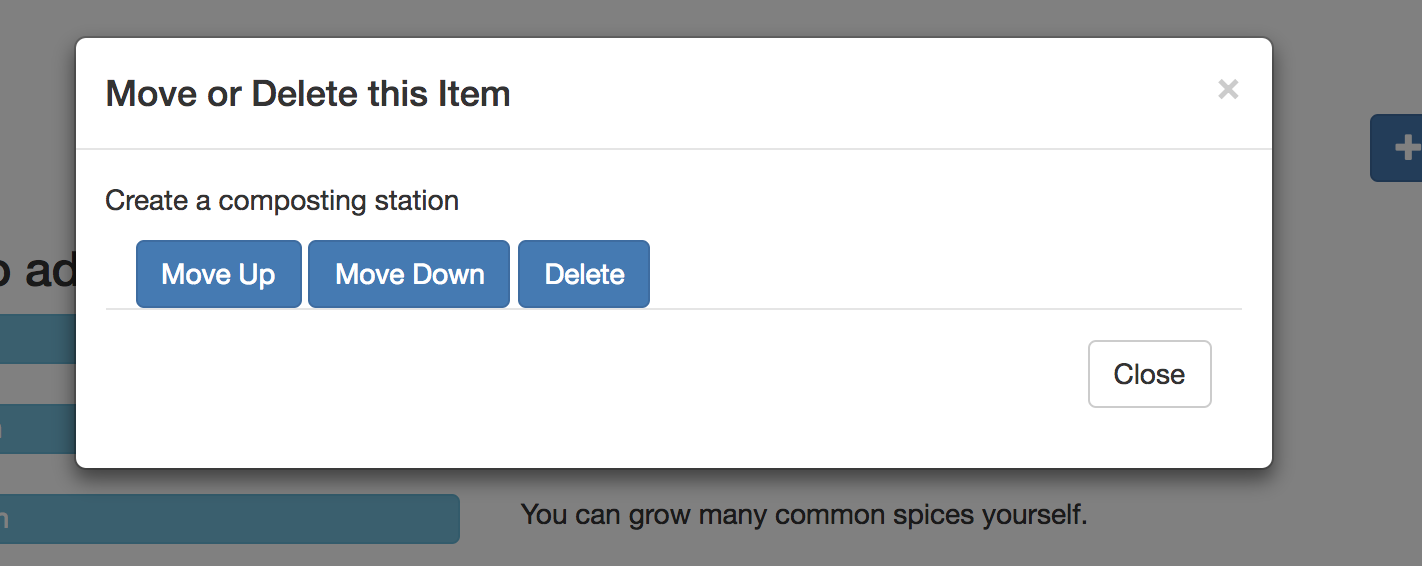 Move or Delete this Item ×
Create a composting station
Move Up Move Down Delete
Close
You can grow many common spices yourself.